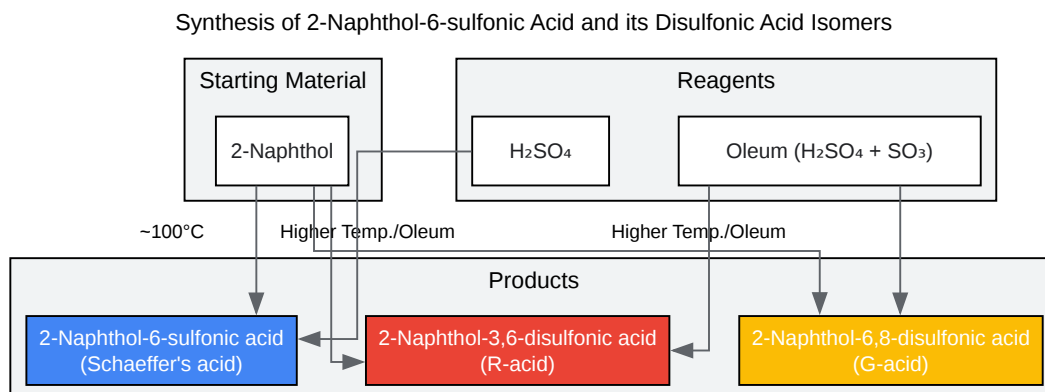 Synthesis of 2-Naphthol-6-sulfonic Acid and its Disulfonic Acid Isomers
Starting Material
Reagents
2-Naphthol
H₂SO₄
Oleum (H₂SO₄ + SO₃)
~100°C
Higher Temp./Oleum
Higher Temp./Oleum
Products
2-Naphthol-6-sulfonic acid
(Schaeffer's acid)
2-Naphthol-3,6-disulfonic acid
(R-acid)
2-Naphthol-6,8-disulfonic acid
(G-acid)